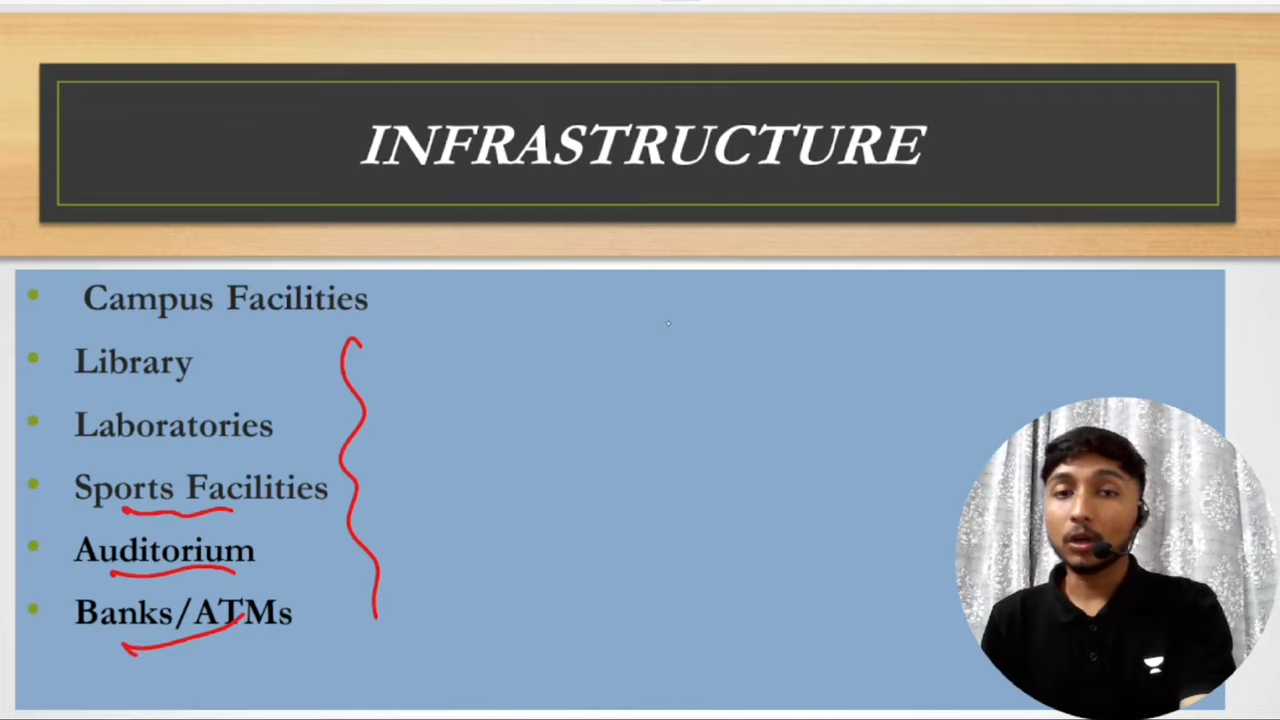 INFRASTRUCTURE
• Campus Facilities
• Library
• Laboratories
• Sports Facilities
• Auditorium
• Banks/ATMs